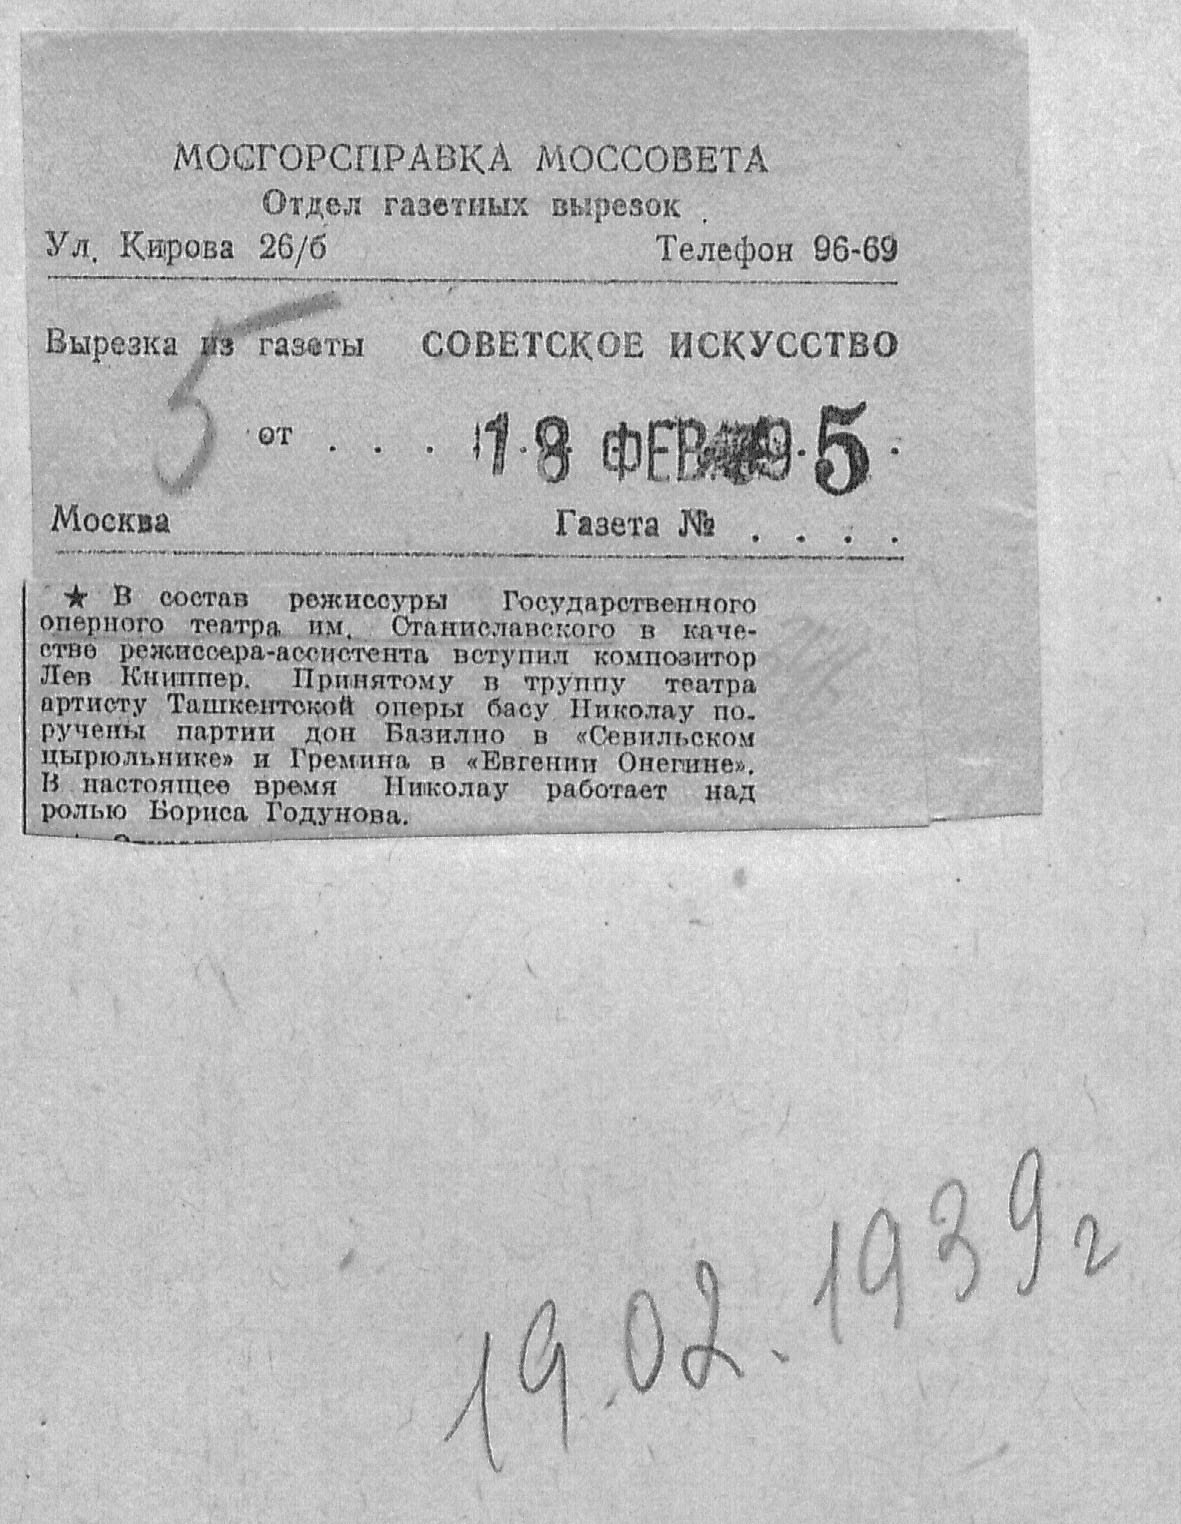 МОСГОРСПРАВКА МОССОВЕТА
Отдел газетных вырезок
Ул. Кирова 26/б Телефон 96-69
Вырезка из газеты СОВЕТСКОЕ ИСКУССТВО
5
от . . . 18 ФЕВ 9 5 .
Москва Газета № . . . .
★ В состав режиссуры Государственного
оперного театра им. Станиславского в каче-
стве режиссера-ассистента вступил композитор
Лев Книппер. Принятому в труппу театра
артисту Ташкентской оперы басу Николау по-
ручены партии дон Базилио в «Севильском
цырюльнике» и Гремина в «Евгении Онегине».
В настоящее время Николау работает над
ролью Бориса Годунова.
19.02.1939 г